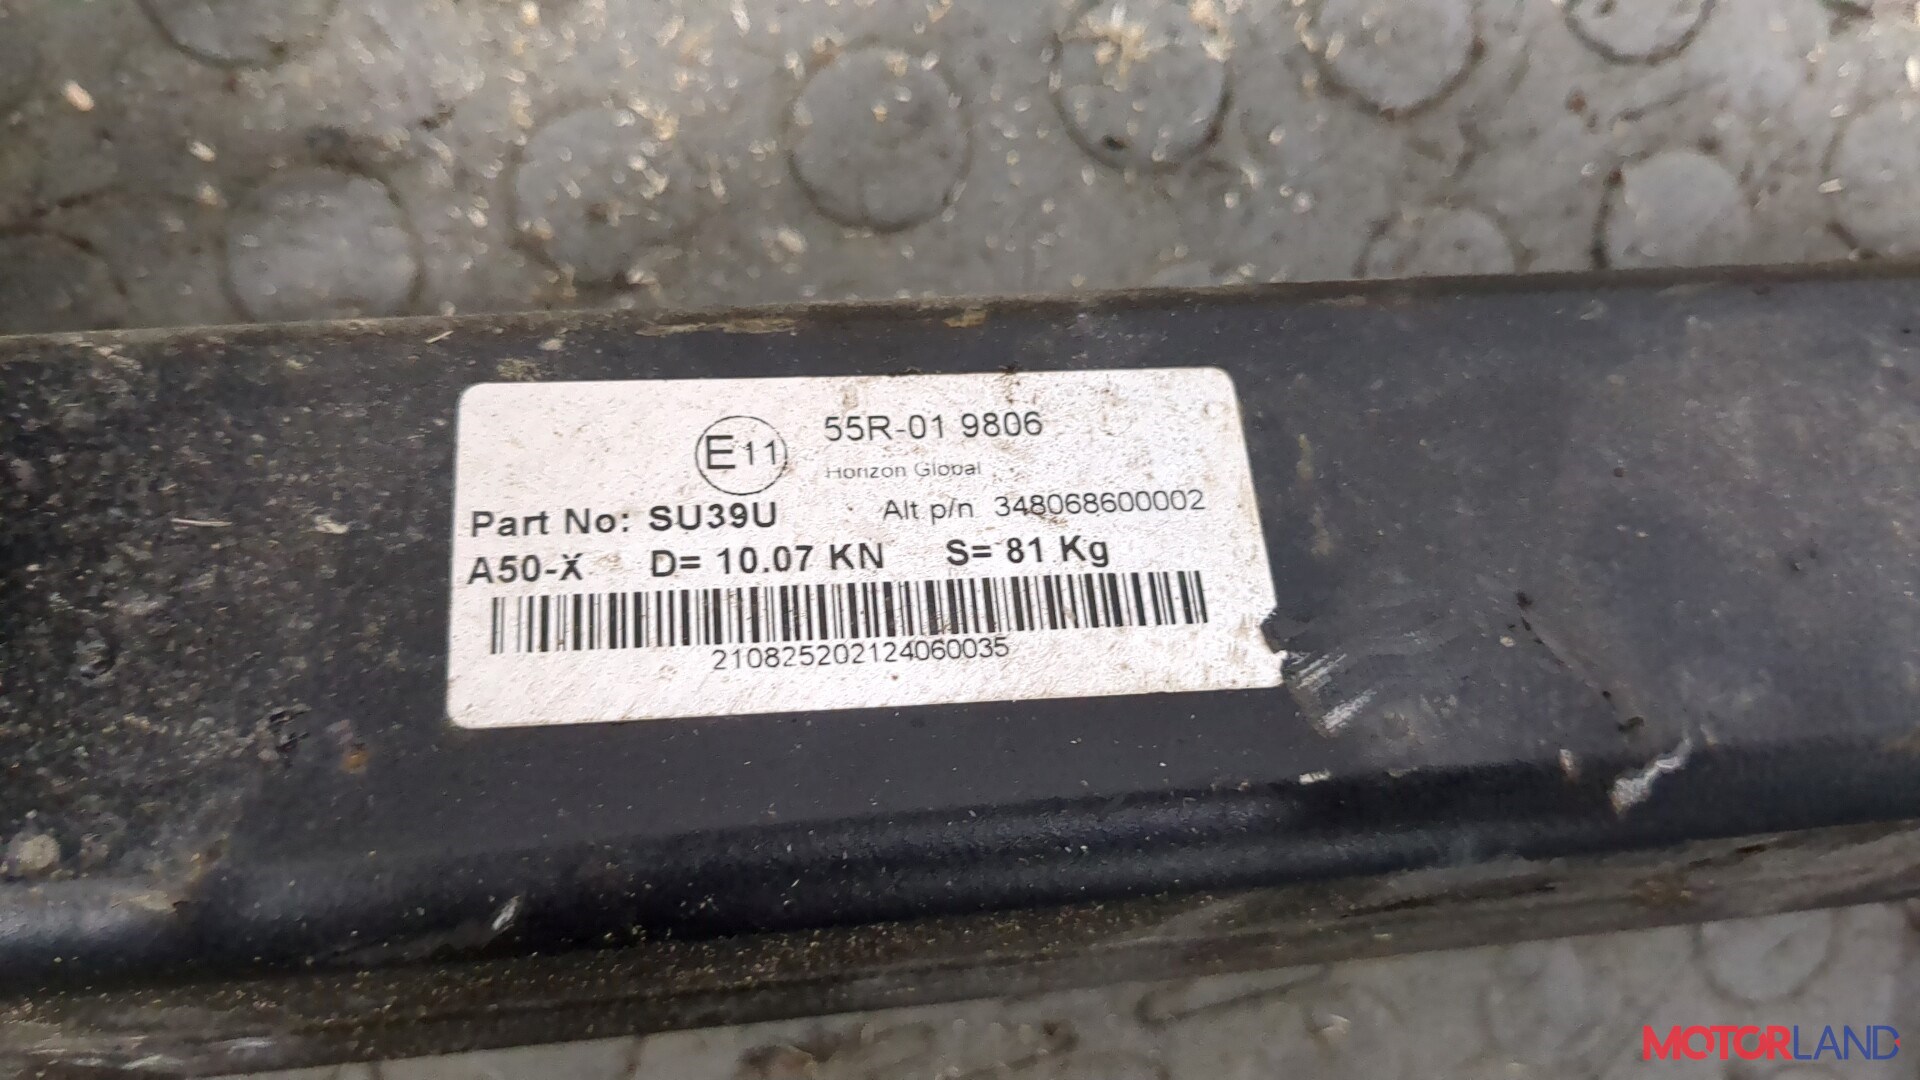 E11 55R-01 9806
Horizon Global
Part No: SU39U Alt p/n 348068600002
A50-X D= 10.07 KN S= 81 Kg
210825202124060035
MOTORLAND